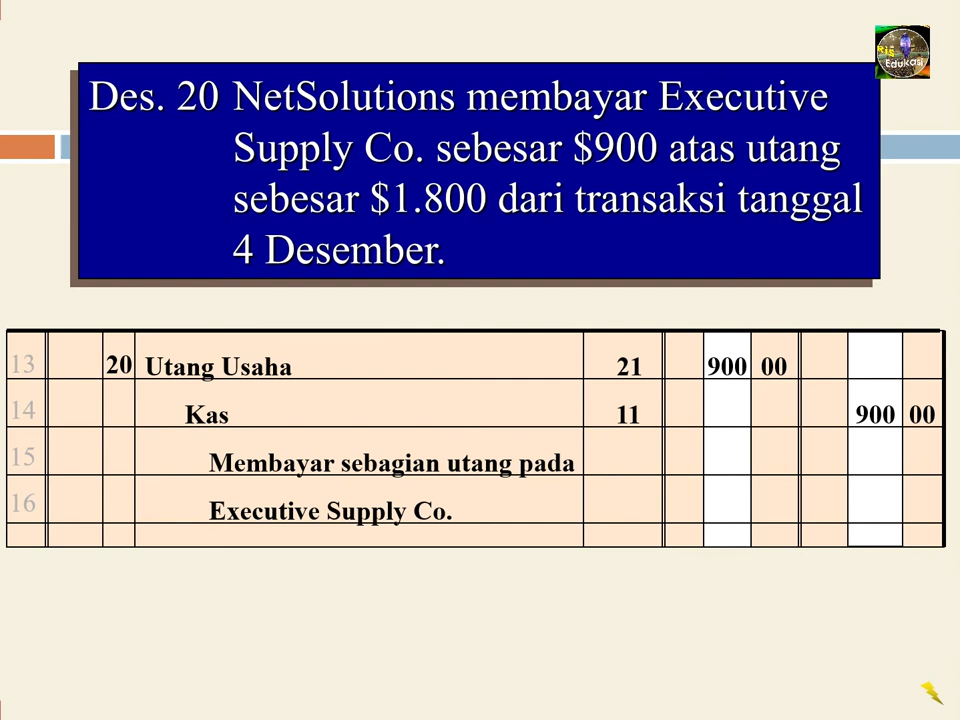 Ris
Edukasi
Des. 20 NetSolutions membayar Executive
Supply Co. sebesar $900 atas utang
sebesar $1.800 dari transaksi tanggal
4 Desember.
13 20 Utang Usaha 21 900 00
14 Kas 11 900 00
15 Membayar sebagian utang pada
16 Executive Supply Co.